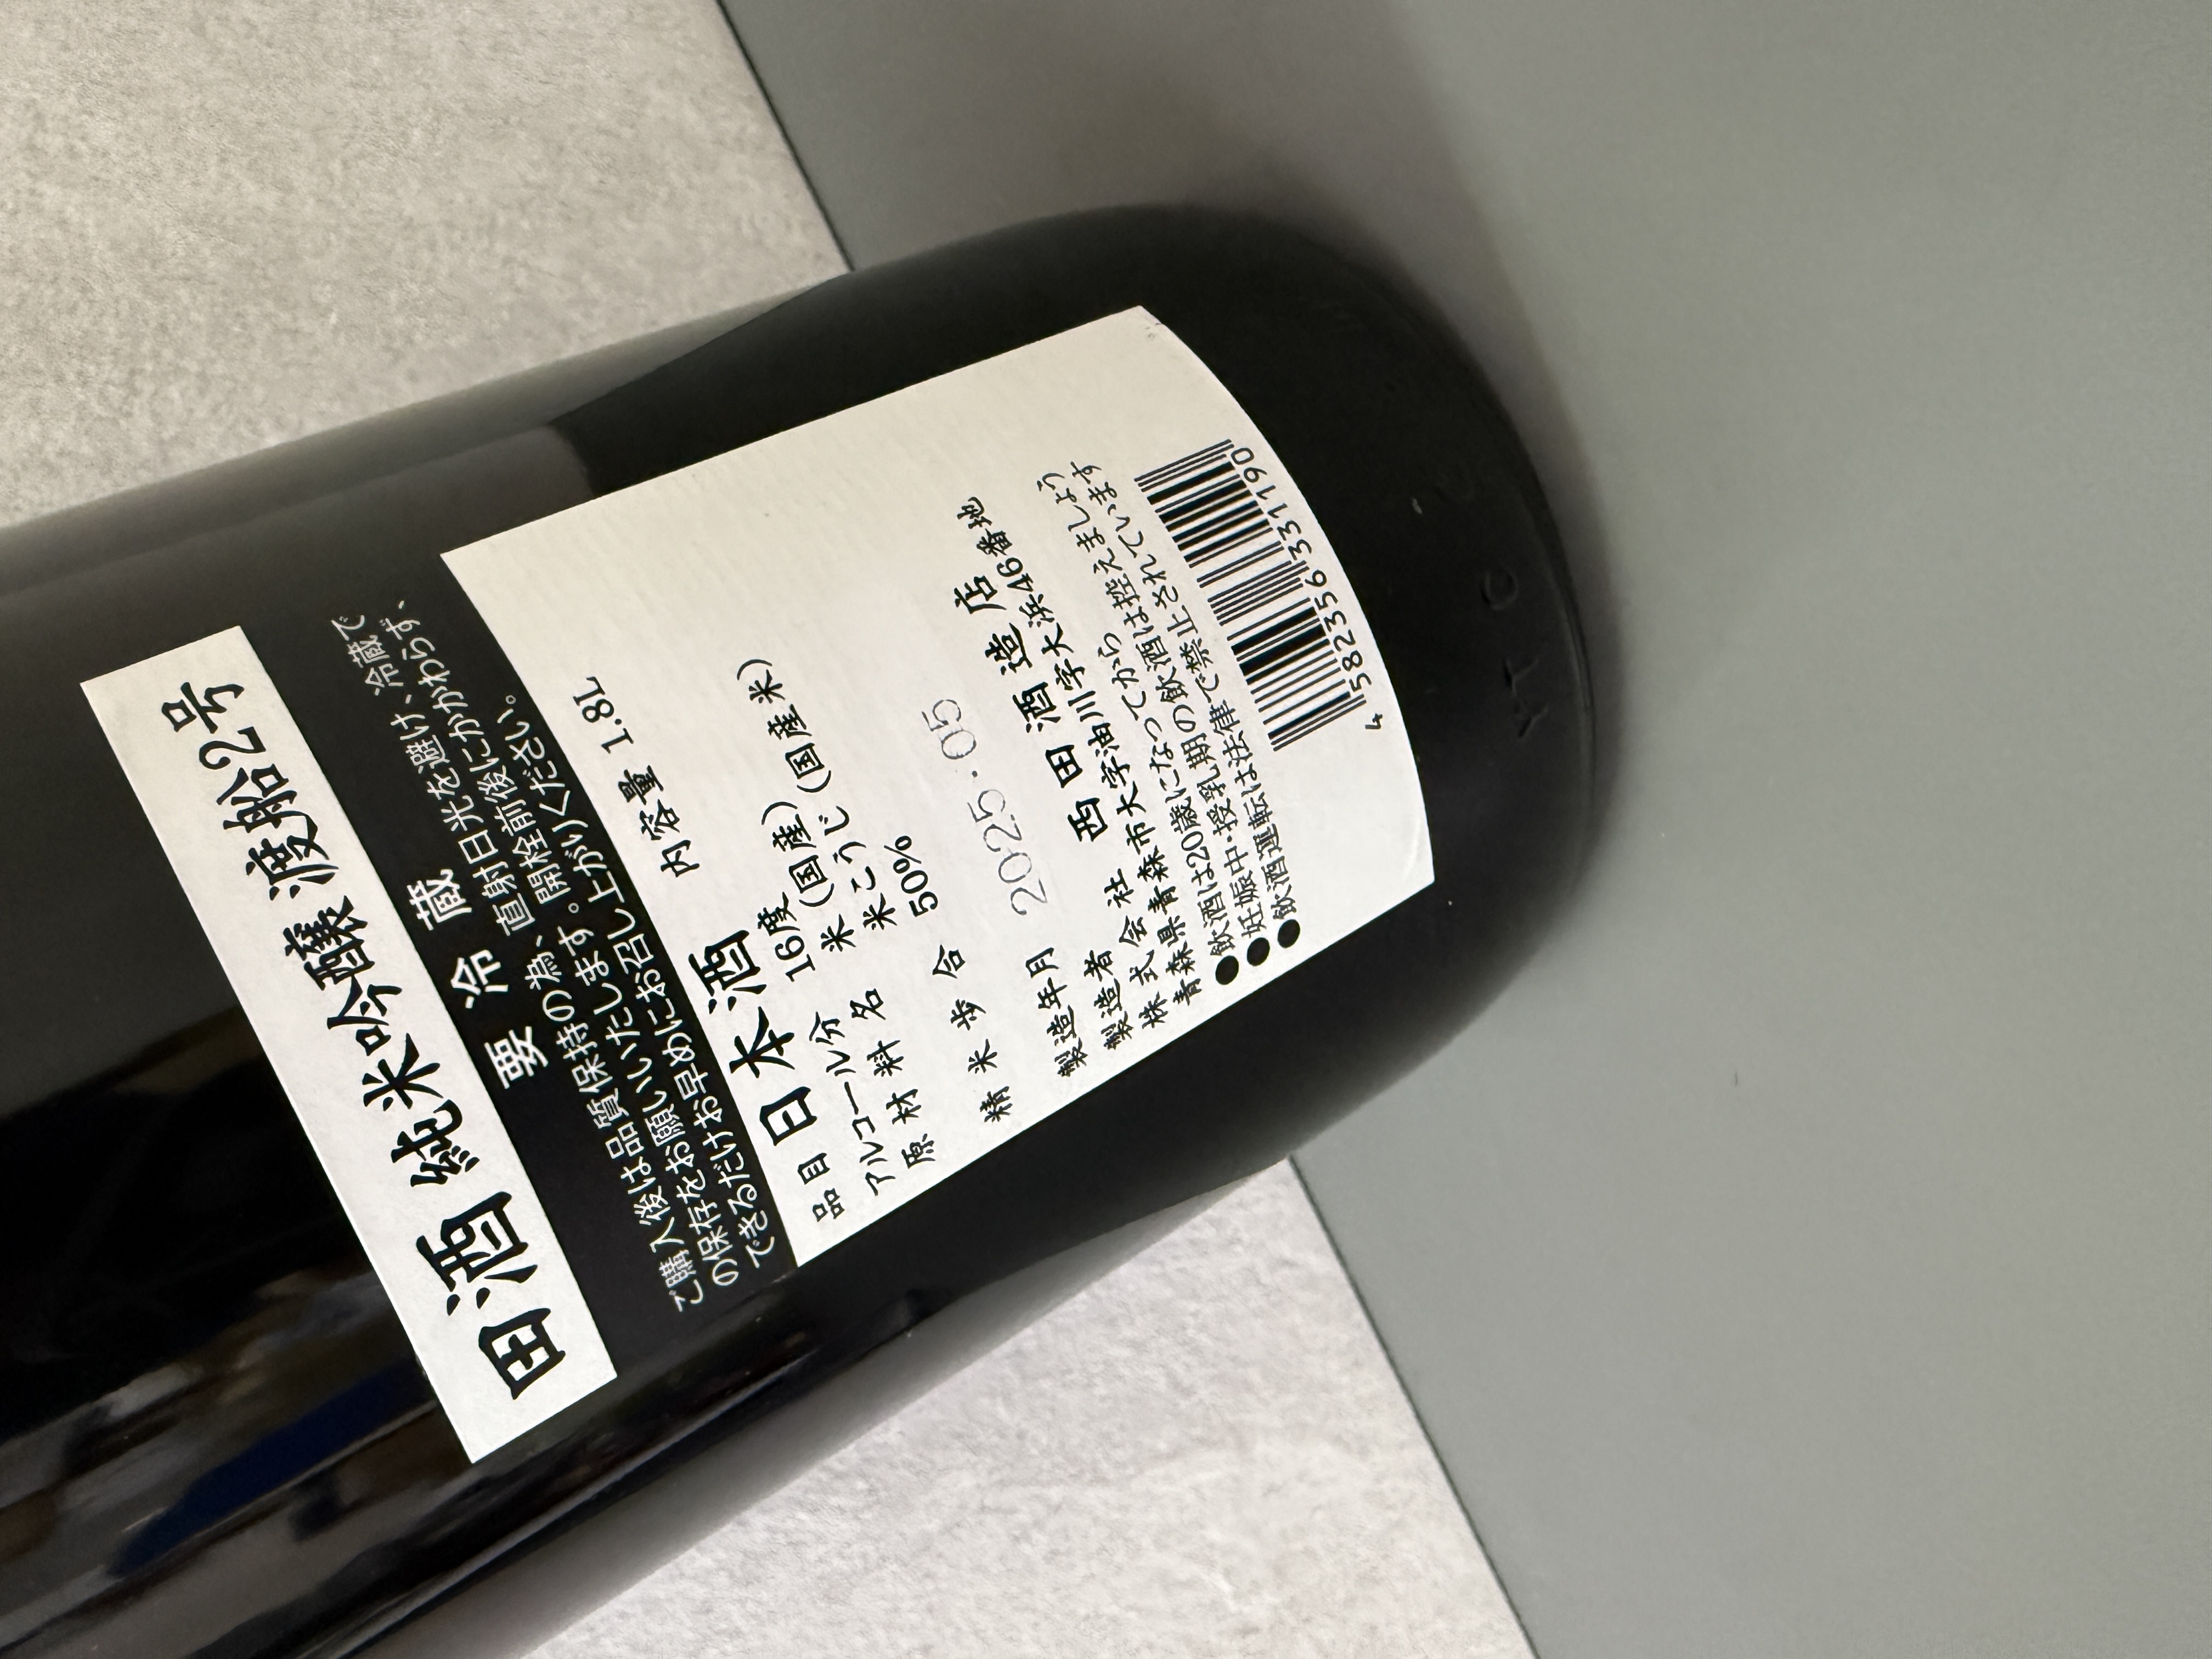 田酒 純米吟醸 渡船2号
要冷蔵
ご購入後は品質保持の為、直射日光を避け、冷蔵で
の保存をお願いいたします。開栓前後にかかわらず、
できるだけお早めにお召し上がりください。
品目 日本酒 内容量 1.8L
アルコール分 16度
原材料名 米(国産)
米こうじ(国産米)
精米歩合 50%
製造年月 2025.05
製造者
株式会社 西田酒造店
青森県青森市大字油川字大浜46番地
●飲酒は20歳になってから
●妊娠中・授乳期の飲酒は控えましょう
●飲酒運転は法律で禁止されています
4 582356 331190